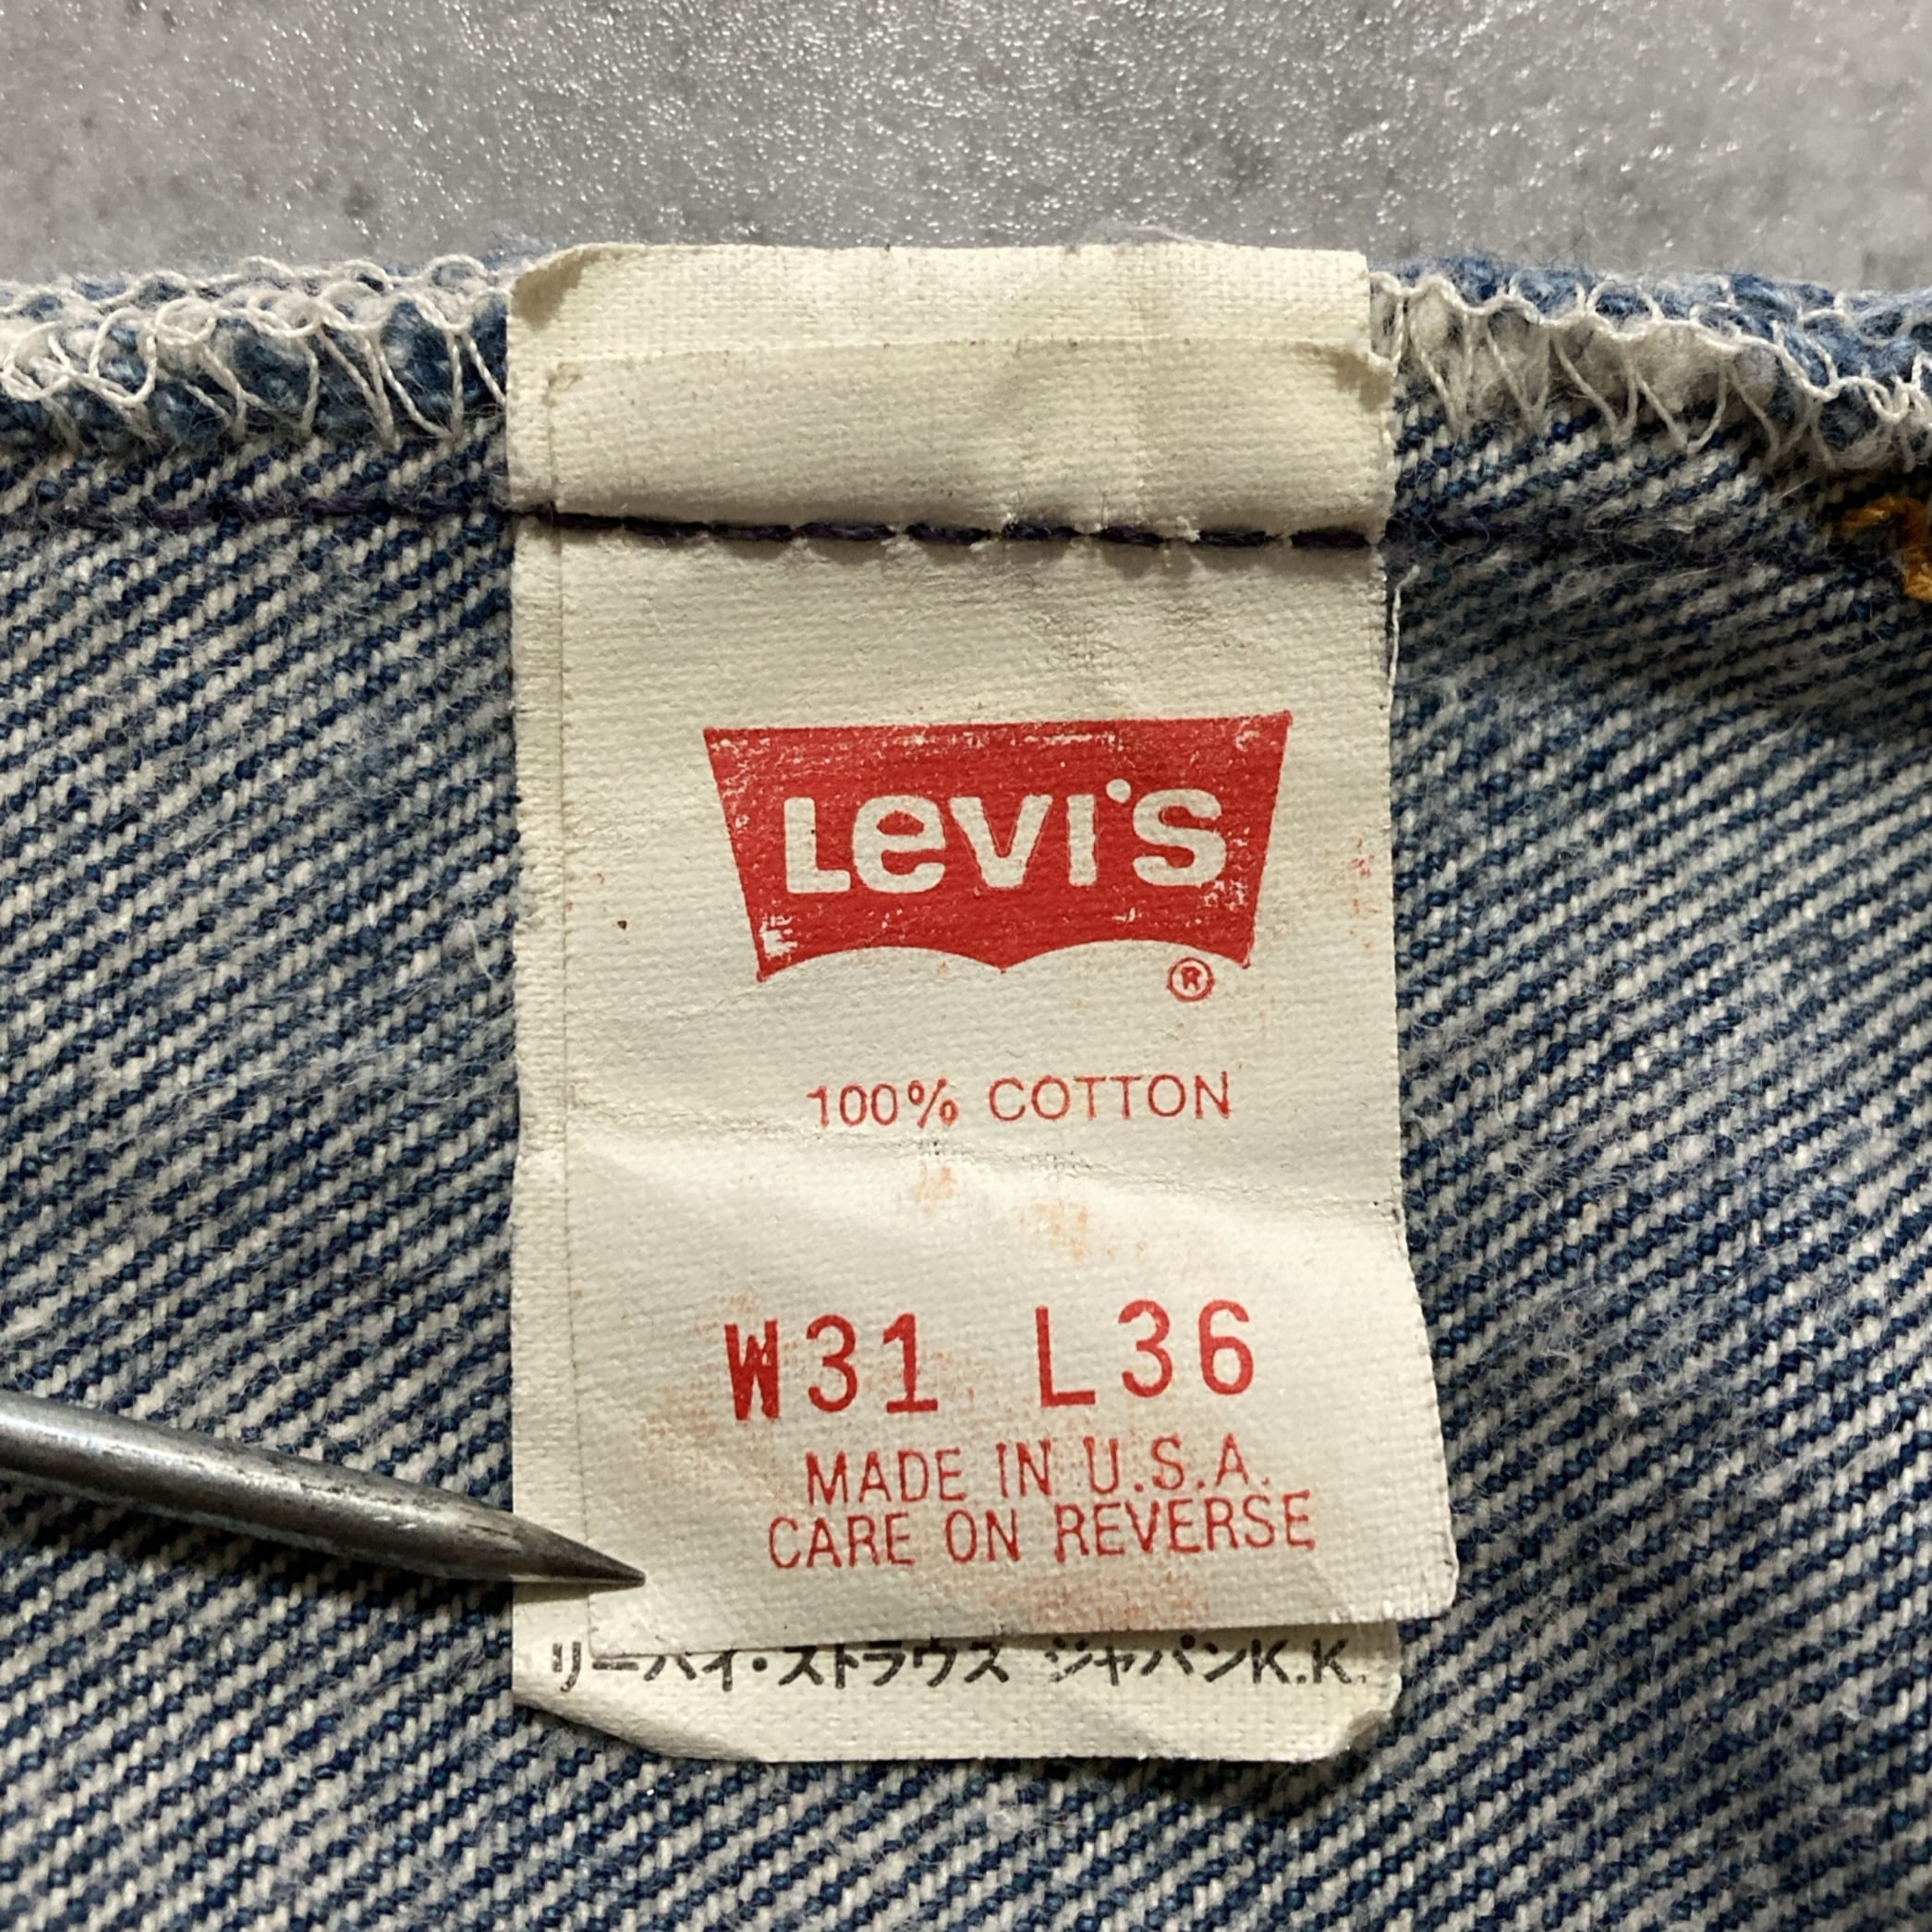 LEVI'S
®
100% COTTON
W31 L36
MADE IN U.S.A.
CARE ON REVERSE
リーバイ・ストラウス ジャパンK.K.